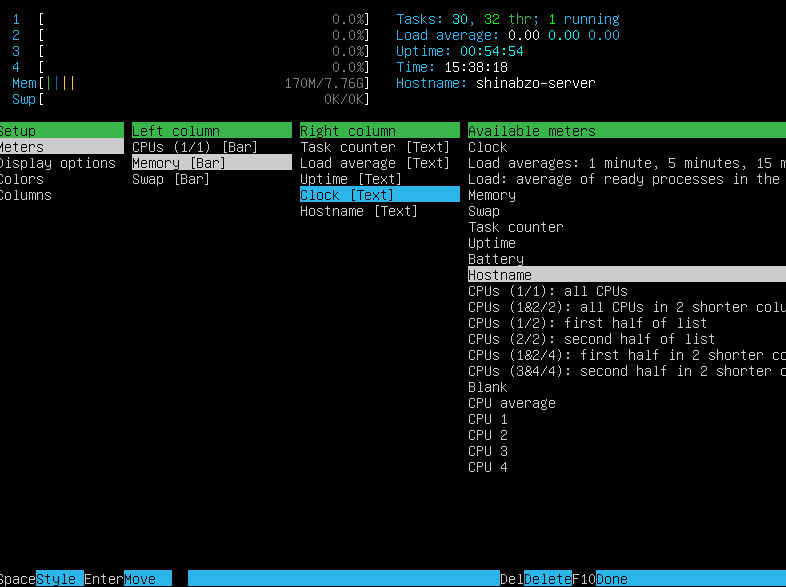 1 [ 0.0%] Tasks: 30, 32 thr; 1 running
2 [ 0.0%] Load average: 0.00 0.00 0.00
3 [ 0.0%] Uptime: 00:54:54
4 [ 0.0%] Time: 15:38:18
Mem[|||| 170M/7.76G] Hostname: shinabzo-server
Swp[ 0K/0K]
Setup Left column Right column Available meters
Meters CPUs (1/1) [Bar] Task counter [Text] Clock
Display options Memory [Bar] Load average [Text] Load averages: 1 minute, 5 minutes, 15 m
Colors Swap [Bar] Uptime [Text] Load: average of ready processes in the
Columns Clock [Text] Memory
Hostname [Text] Swap
Task counter
Uptime
Battery
Hostname
CPUs (1/1): all CPUs
CPUs (1&2/2): all CPUs in 2 shorter colu
CPUs (1/2): first half of list
CPUs (2/2): second half of list
CPUs (1&2/4): first half in 2 shorter co
CPUs (3&4/4): second half in 2 shorter c
Blank
CPU average
CPU 1
CPU 2
CPU 3
CPU 4
Space Style Enter Move Del Delete F10 Done